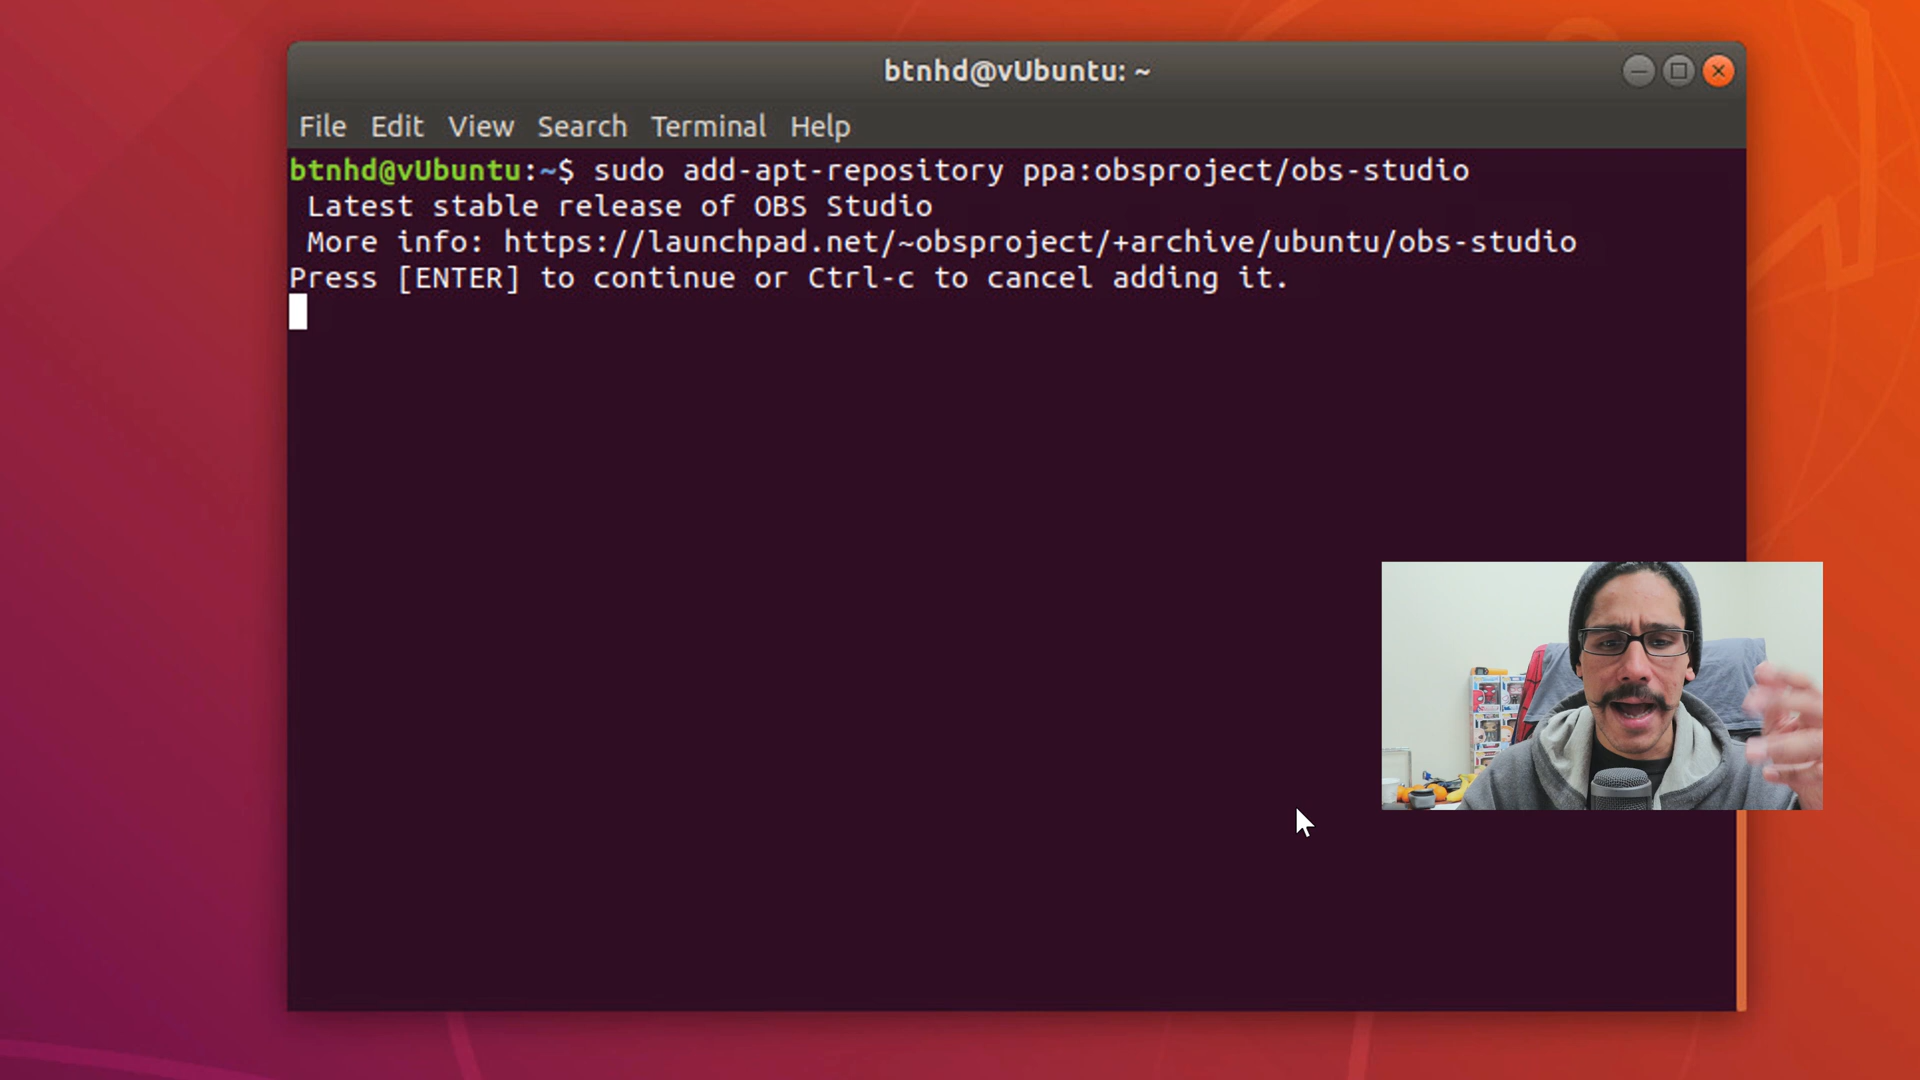 btnhd@vUbuntu: ~
File Edit View Search Terminal Help
btnhd@vUbuntu:~$ sudo add-apt-repository ppa:obsproject/obs-studio
Latest stable release of OBS Studio
More info: https://launchpad.net/~obsproject/+archive/ubuntu/obs-studio
Press [ENTER] to continue or Ctrl-c to cancel adding it.